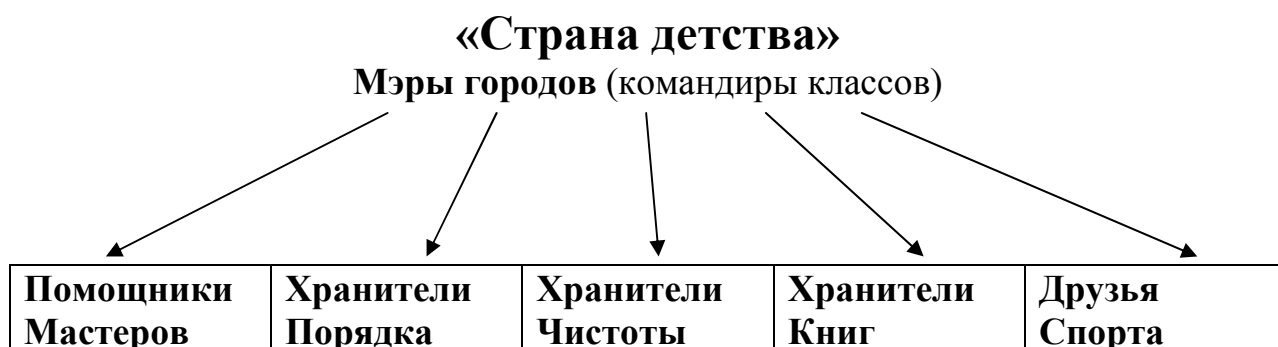 «Страна детства»
Мэры городов (командиры классов)
Помощники
Мастеров
Хранители
Порядка
Хранители
Чистоты
Хранители
Книг
Друзья
Спорта